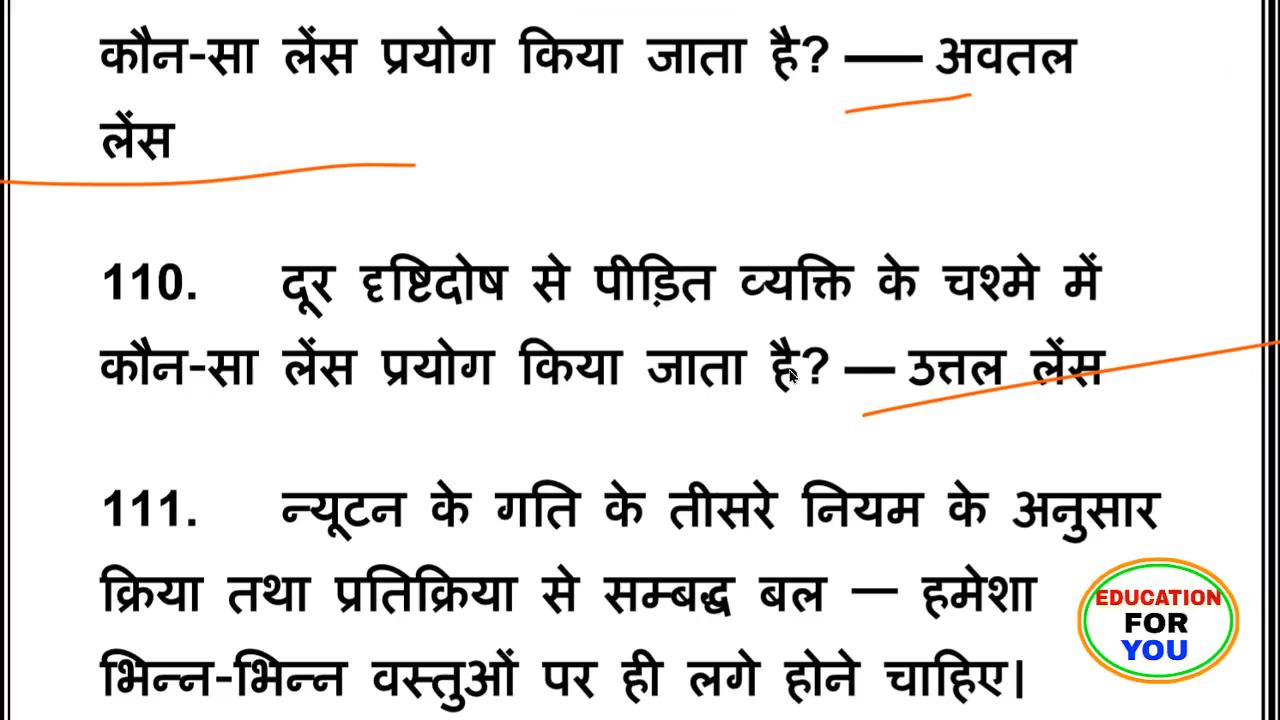 कौन-सा लेंस प्रयोग किया जाता है? — अवतल
लेंस
110. दूर दृष्टिदोष से पीड़ित व्यक्ति के चश्मे में
कौन-सा लेंस प्रयोग किया जाता है? — उत्तल लेंस
111. न्यूटन के गति के तीसरे नियम के अनुसार
क्रिया तथा प्रतिक्रिया से सम्बद्ध बल — हमेशा
भिन्न-भिन्न वस्तुओं पर ही लगे होने चाहिए।
EDUCATION
FOR
YOU